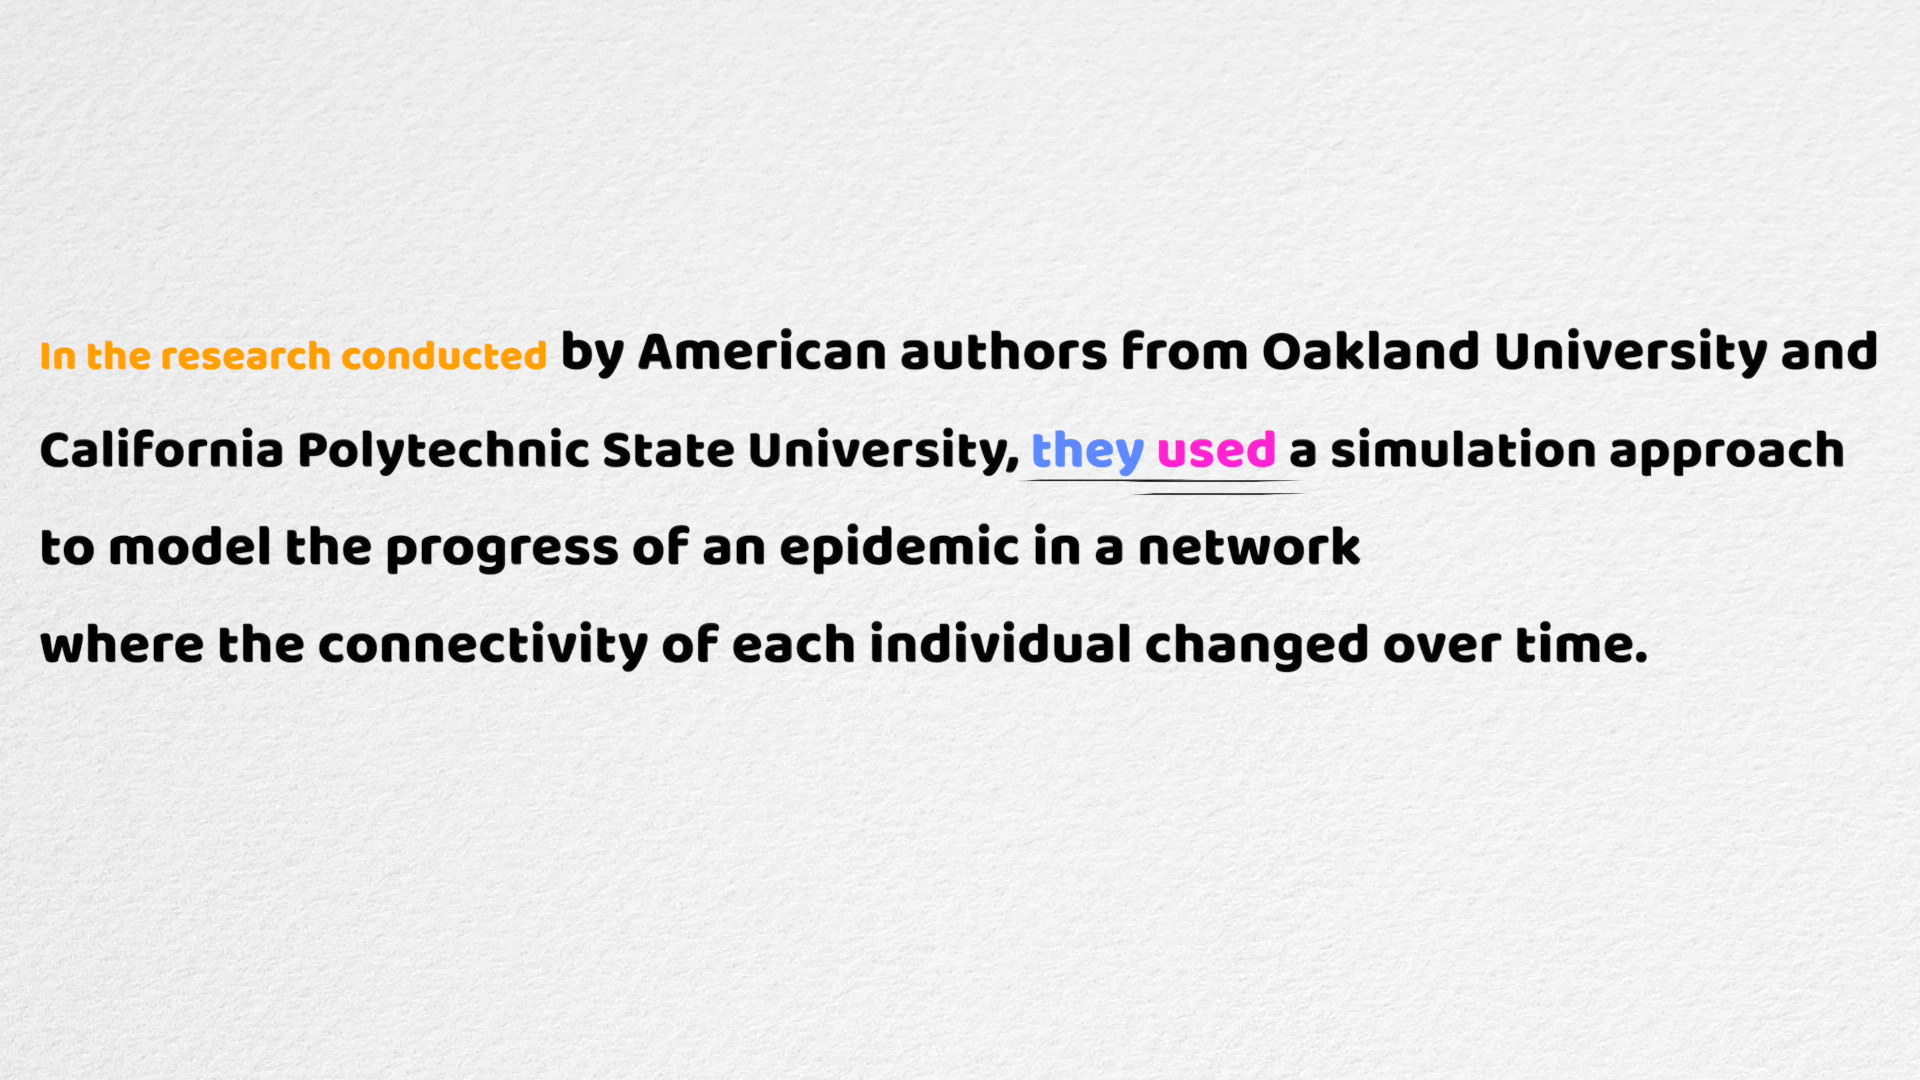 In the research conducted by American authors from Oakland University and
California Polytechnic State University, they used a simulation approach
to model the progress of an epidemic in a network
where the connectivity of each individual changed over time.